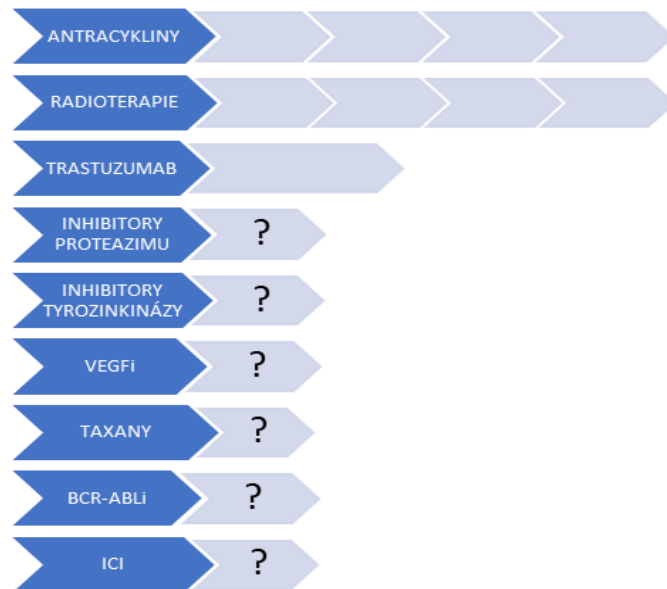 ANTRACYKLINY
RADIOTERAPIE
TRASTUZUMAB
INHIBITORY
PROTEAZIMU
?
INHIBITORY
TYROZINKINÁZY
?
VEGFi
?
TAXANY
?
BCR-ABLi
?
ICI
?